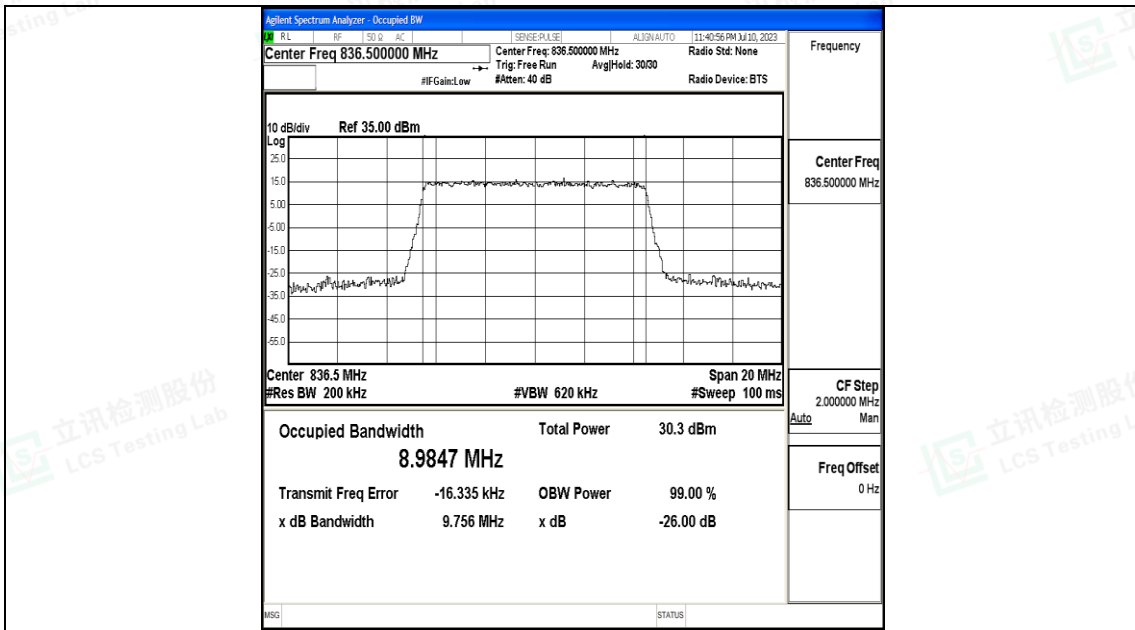 Agilent Spectrum Analyzer - Occupied BW
RL RF 50 Ω AC SENSE:PULSE ALIGN AUTO 11:40:56 PM Jul 10, 2023
Center Freq 836.500000 MHz
Center Freq: 836.500000 MHz
Radio Std: None
Trig: Free Run Avg|Hold: 30/30
#IFGain:Low #Atten: 40 dB Radio Device: BTS
Frequency
10 dB/div Ref 35.00 dBm
Log
25.0
15.0
5.00
-5.00
-15.0
-25.0
-35.0
-45.0
-55.0
Center 836.5 MHz Span 20 MHz
#Res BW 200 kHz #VBW 620 kHz #Sweep 100 ms
Occupied Bandwidth Total Power 30.3 dBm
8.9847 MHz
Transmit Freq Error -16.335 kHz OBW Power 99.00 %
x dB Bandwidth 9.756 MHz x dB -26.00 dB
Center Freq
836.500000 MHz
CF Step
2.000000 MHz
Auto Man
Freq Offset
0 Hz
MSG STATUS
立讯检测股份
LCS Testing Lab
立讯检测股份
LCS Testing L